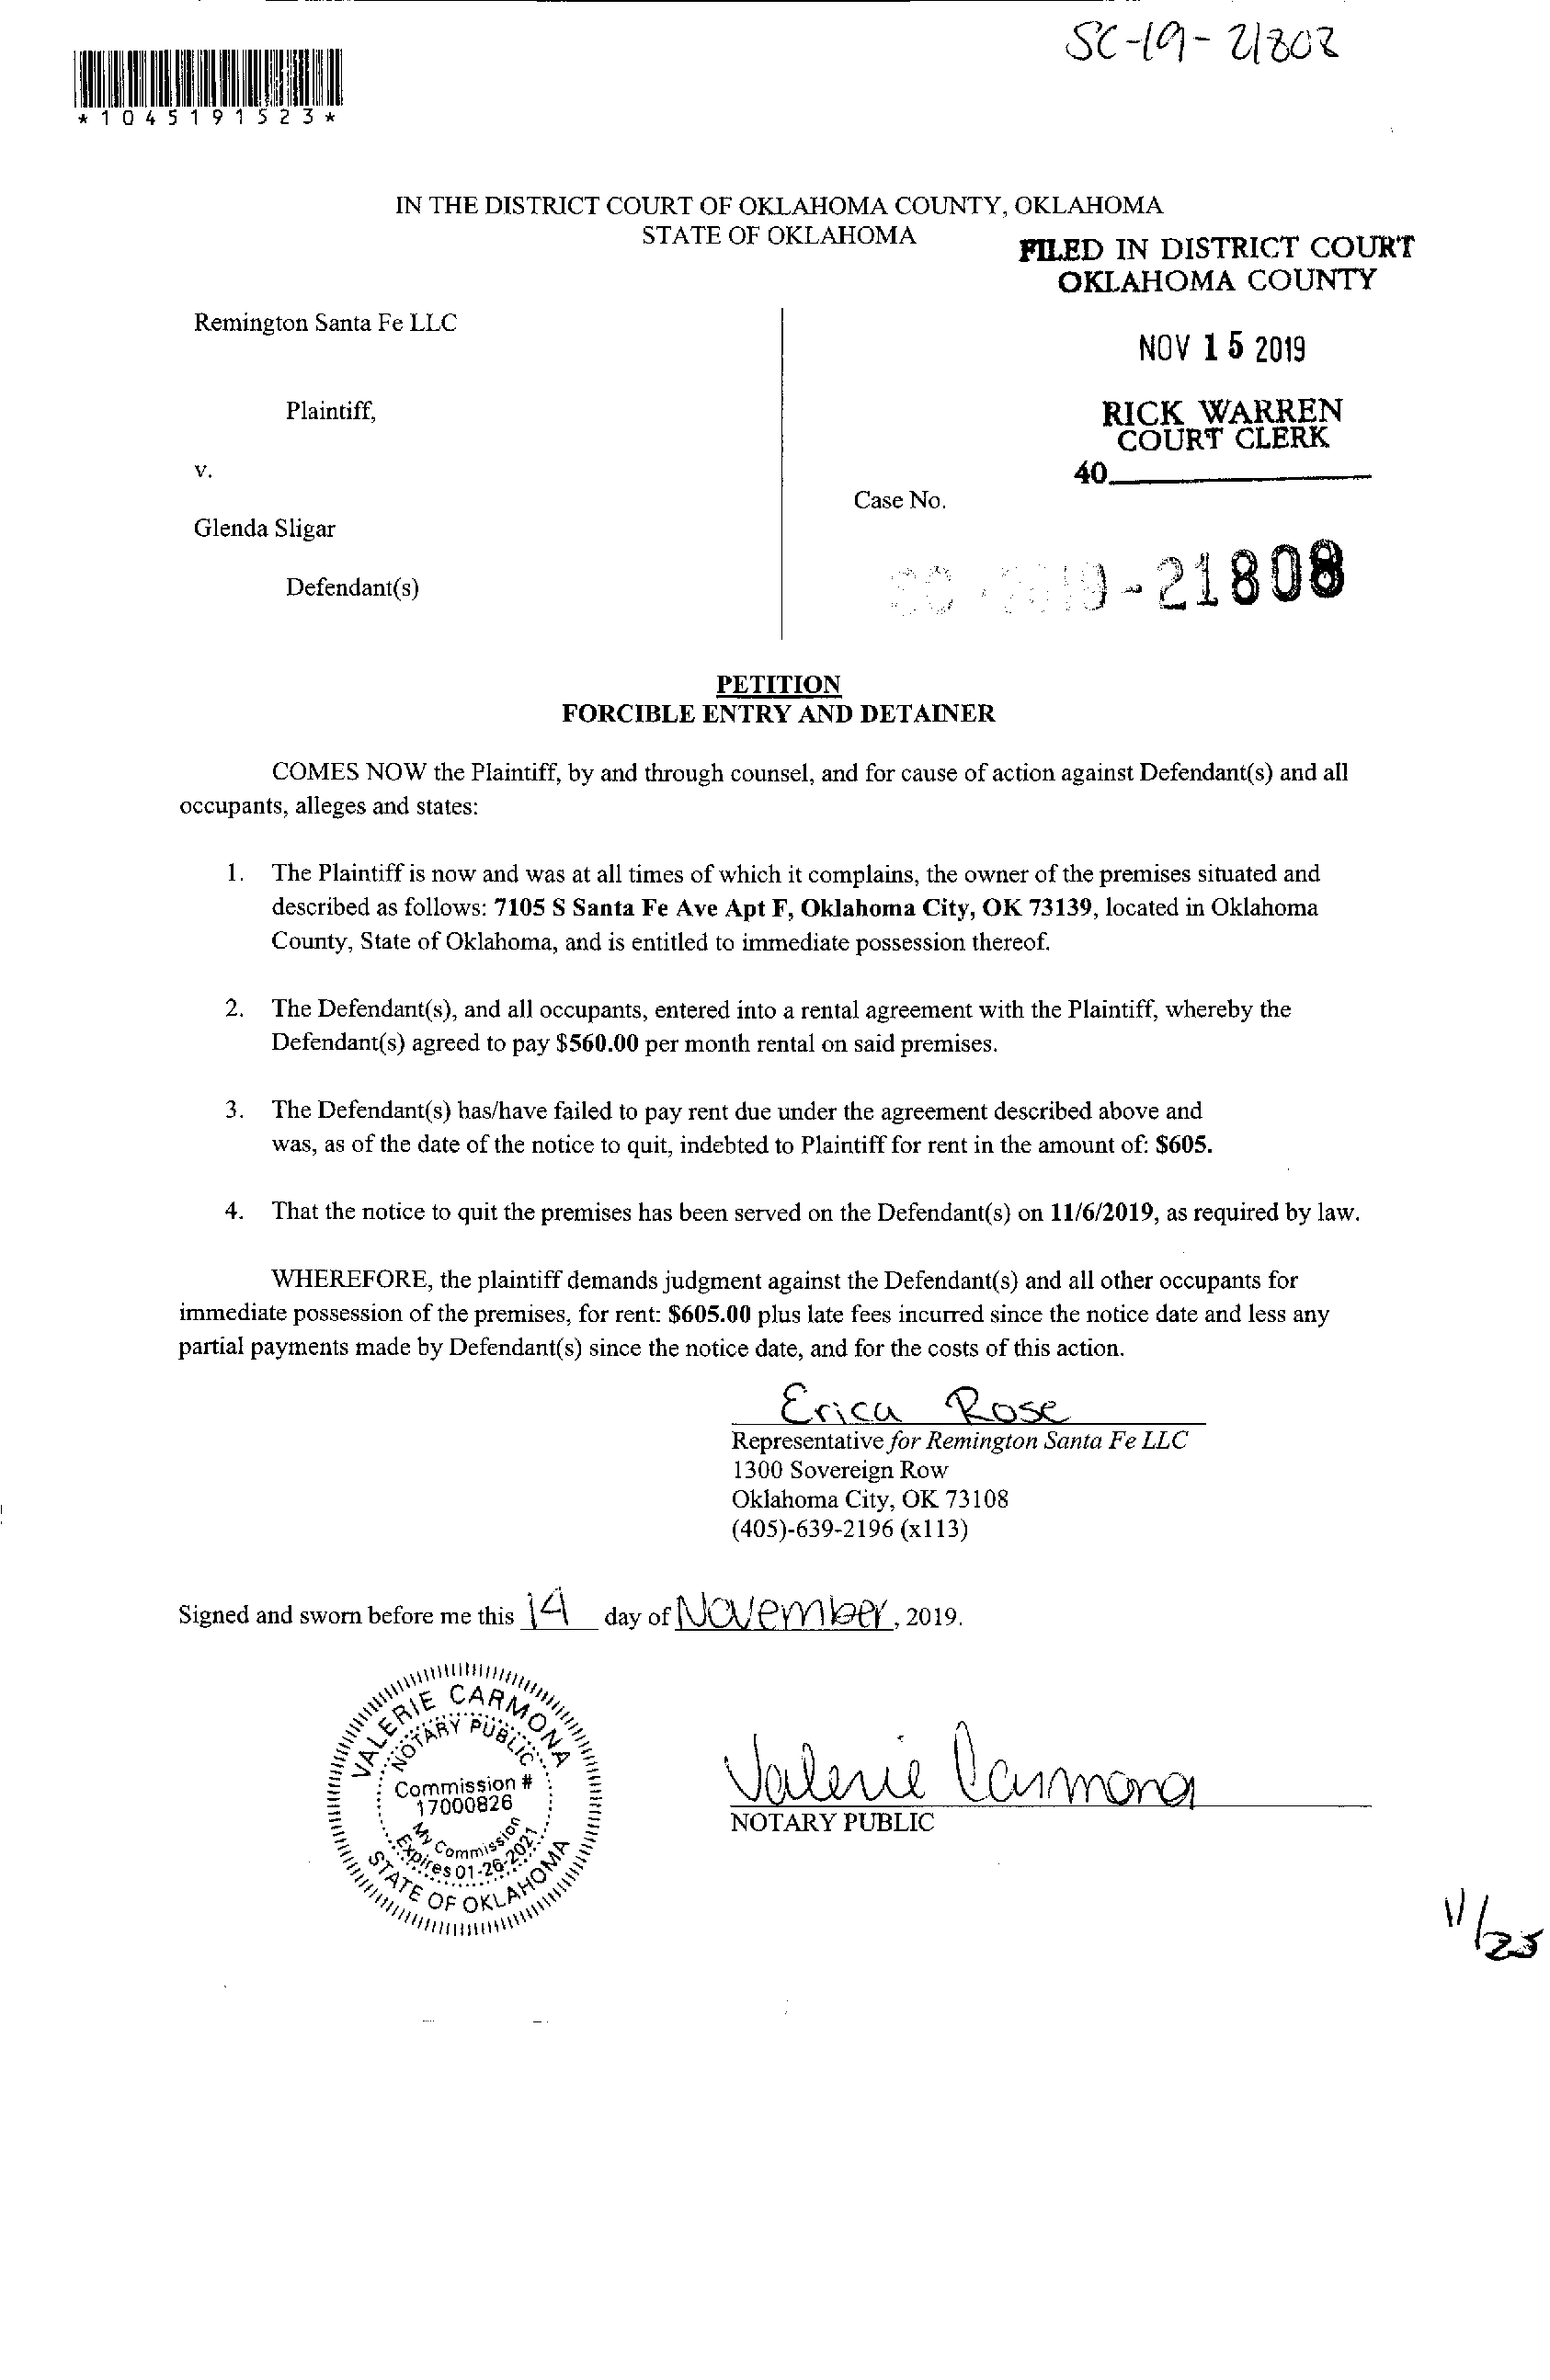 SC-19-21808
*1045191523*
IN THE DISTRICT COURT OF OKLAHOMA COUNTY, OKLAHOMA
STATE OF OKLAHOMA
FILED IN DISTRICT COURT
OKLAHOMA COUNTY
Remington Santa Fe LLC
NOV 15 2019
Plaintiff,
RICK WARREN
COURT CLERK
v.
40
Case No.
Glenda Sligar
Defendant(s)
SC-2019-21808
PETITION
FORCIBLE ENTRY AND DETAINER
COMES NOW the Plaintiff, by and through counsel, and for cause of action against Defendant(s) and all
occupants, alleges and states:
1. The Plaintiff is now and was at all times of which it complains, the owner of the premises situated and
described as follows: 7105 S Santa Fe Ave Apt F, Oklahoma City, OK 73139, located in Oklahoma
County, State of Oklahoma, and is entitled to immediate possession thereof.
2. The Defendant(s), and all occupants, entered into a rental agreement with the Plaintiff, whereby the
Defendant(s) agreed to pay $560.00 per month rental on said premises.
3. The Defendant(s) has/have failed to pay rent due under the agreement described above and
was, as of the date of the notice to quit, indebted to Plaintiff for rent in the amount of: $605.
4. That the notice to quit the premises has been served on the Defendant(s) on 11/6/2019, as required by law.
WHEREFORE, the plaintiff demands judgment against the Defendant(s) and all other occupants for
immediate possession of the premises, for rent: $605.00 plus late fees incurred since the notice date and less any
partial payments made by Defendant(s) since the notice date, and for the costs of this action.
Erica Rose
Representative for Remington Santa Fe LLC
1300 Sovereign Row
Oklahoma City, OK 73108
(405)-639-2196 (x113)
Signed and sworn before me this 14 day of November, 2019.
VALERIE CARMONA
NOTARY PUBLIC
Commission #
17000826
My Commission
Expires 01-26-2021
STATE OF OKLAHOMA
Valerie Carmona
NOTARY PUBLIC
11/25